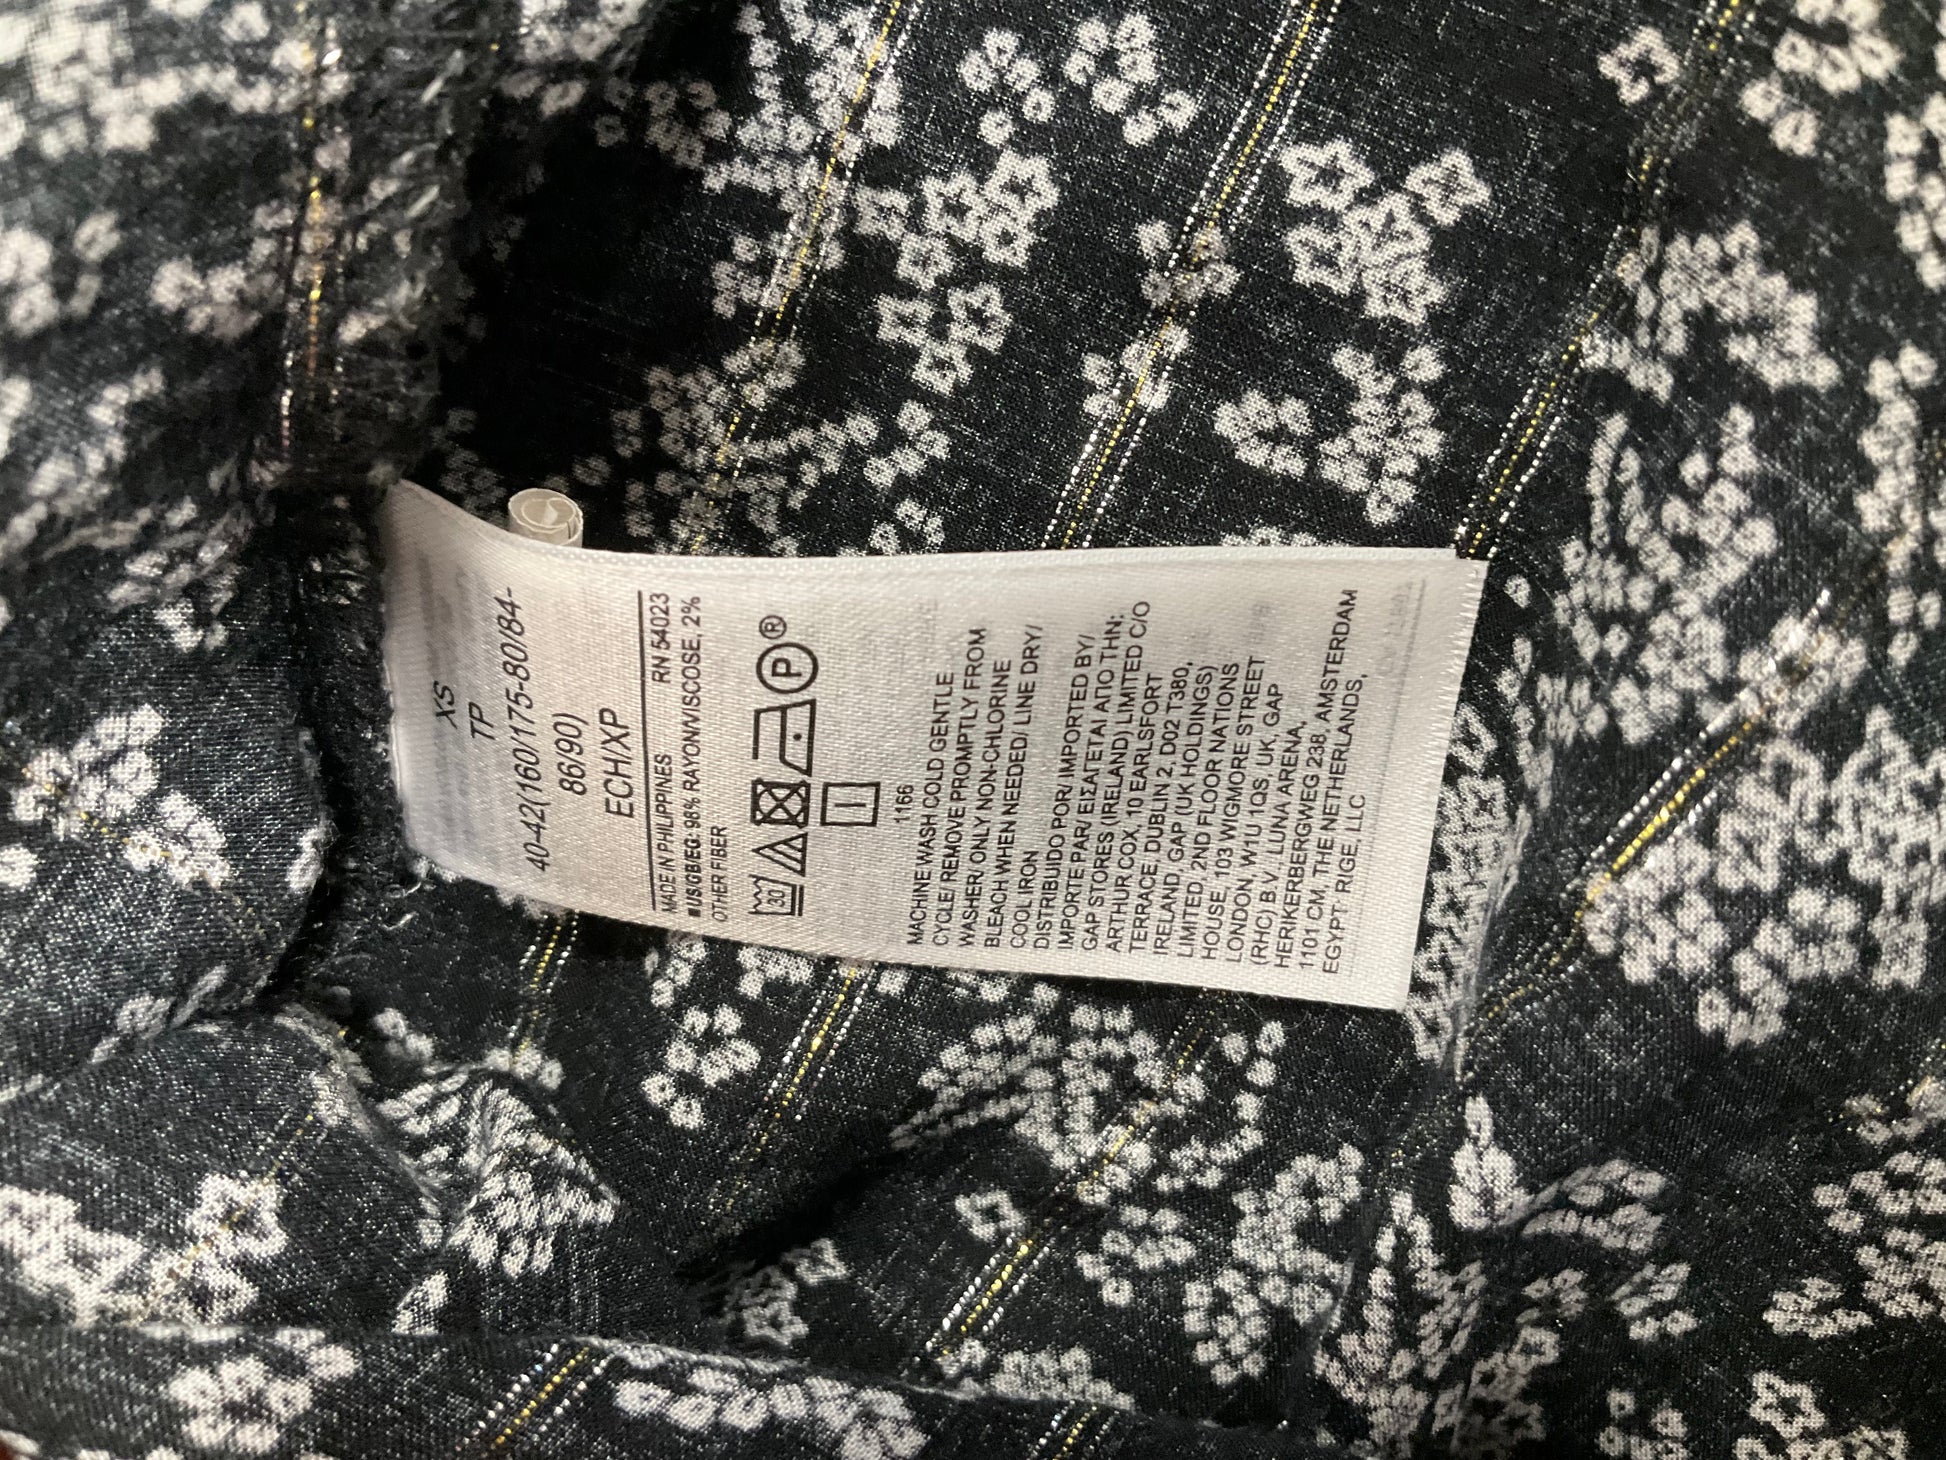 XS
TP
40-42(160/175-80/84-
86/90)
ECH/XP
MADE IN PHILIPPINES RN 54023
US/GB/EG: 98% RAYON/VISCOSE, 2%
OTHER FIBER
30 P®
1166
MACHINE WASH COLD GENTLE
CYCLE/ REMOVE PROMPTLY FROM
WASHER/ ONLY NON-CHLORINE
BLEACH WHEN NEEDED/ LINE DRY/
COOL IRON
DISTRIBUIDO POR/ IMPORTED BY/
IMPORTE PAR, ΕΙΣΑΓΕΤΑΙ ΑΠΟ ΤΗΝ:
GAP STORES (IRELAND) LIMITED C/O
ARTHUR COX, 10 EARLSFORT
TERRACE, DUBLIN 2, D02 T380,
IRELAND, GAP (UK HOLDINGS)
LIMITED, 2ND FLOOR NATIONS
HOUSE, 103 WIGMORE STREET
LONDON, W1U 1QS, UK, GAP
(RHC) B.V. LUNA ARENA,
HERIKERBERGWEG 238, AMSTERDAM
1101 CM, THE NETHERLANDS,
EGYPT: RIGE, LLC